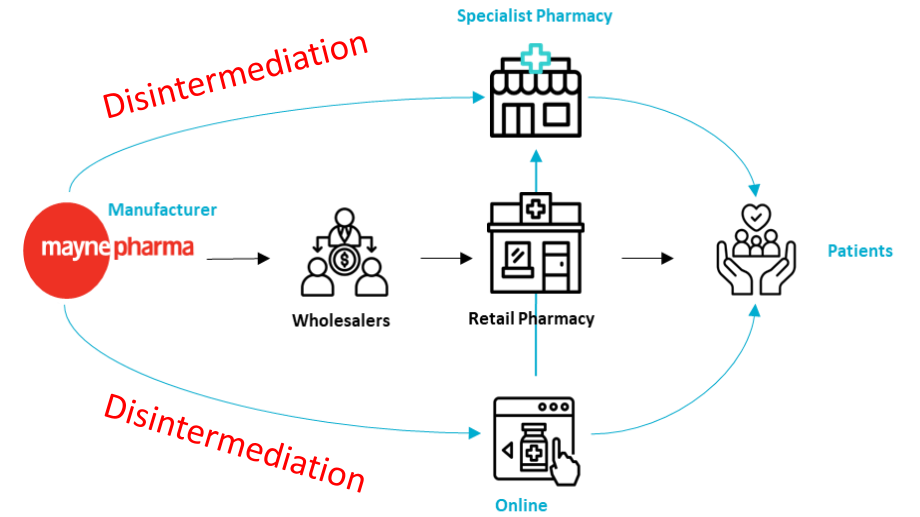 Specialist Pharmacy
Disintermediation
Manufacturer
maynepharma
$
Patients
Wholesalers
Retail Pharmacy
Disintermediation
Online